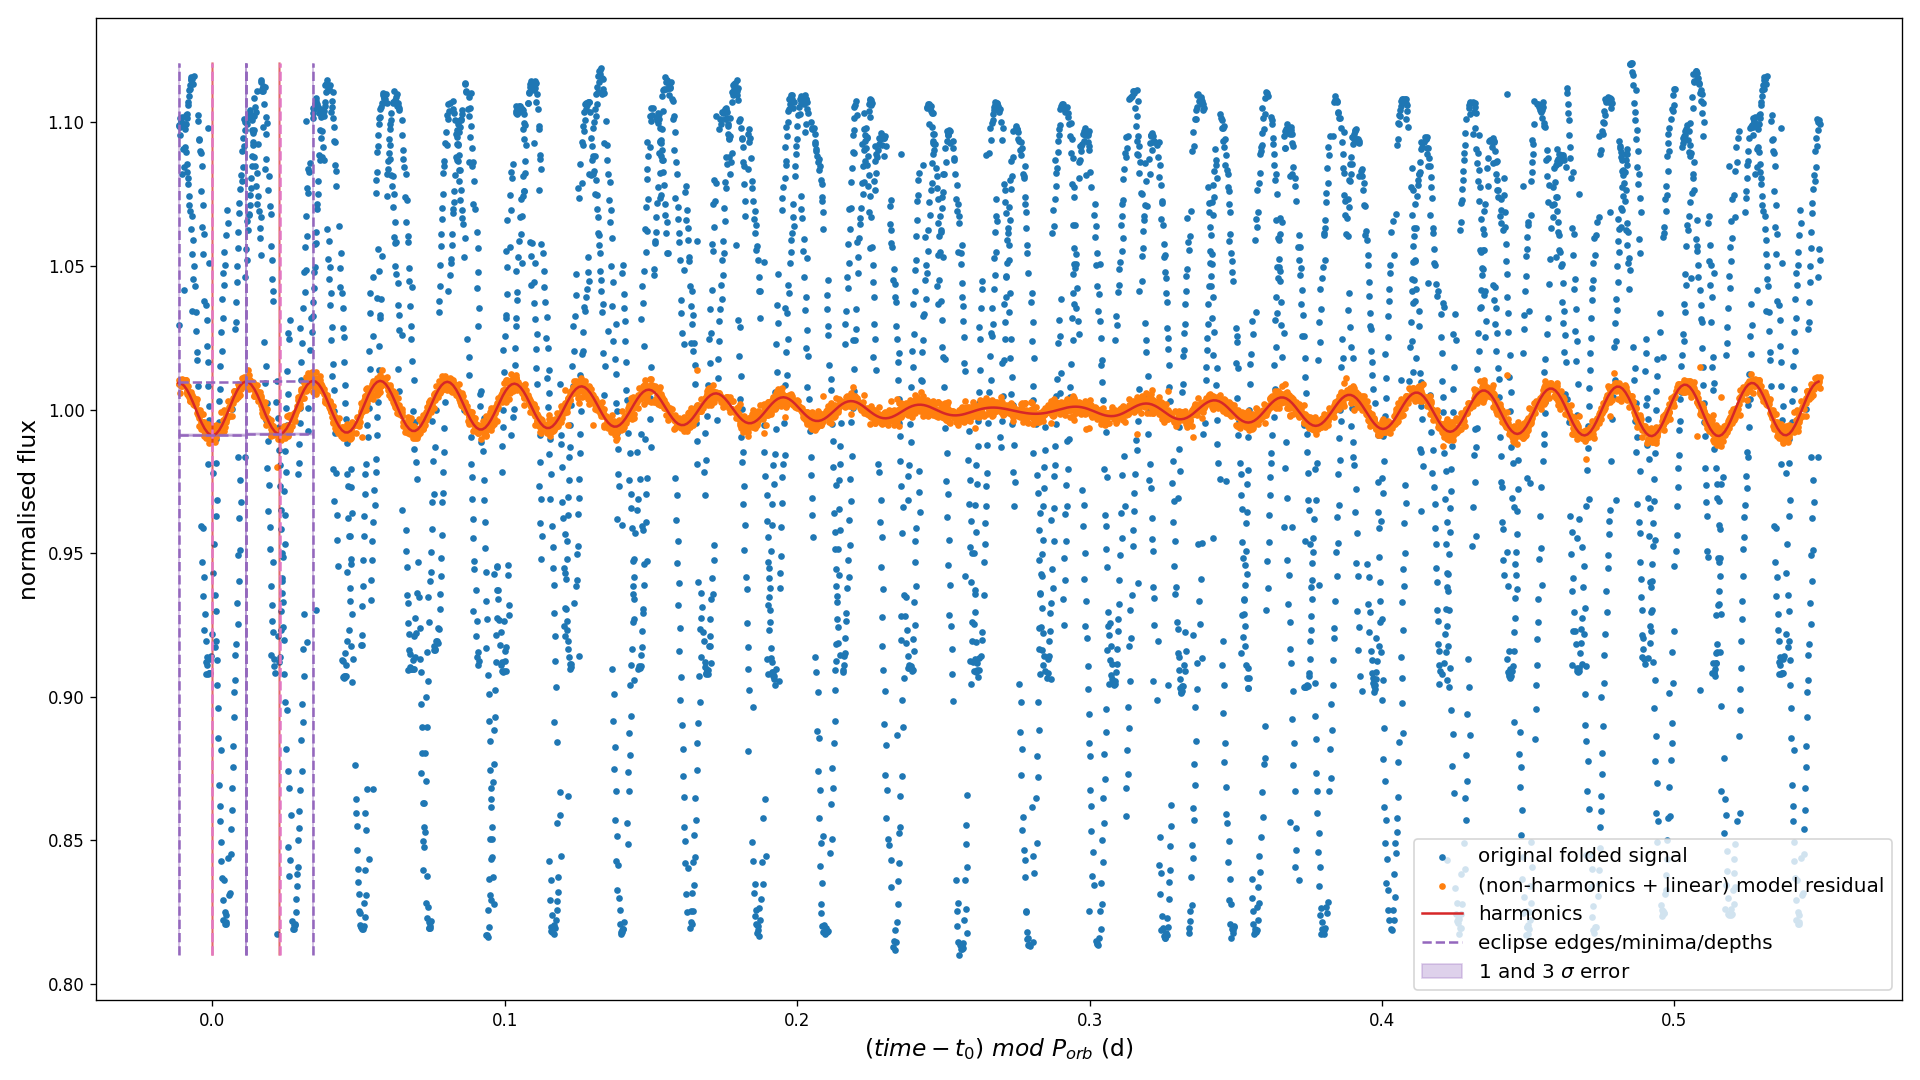 normalised flux
1.10
1.05
1.00
0.95
0.90
0.85
0.80
0.0
0.1
0.2
0.3
0.4
0.5
(time − t₀) mod Pₒᵣb (d)
original folded signal
(non-harmonics + linear) model residual
harmonics
eclipse edges/minima/depths
1 and 3 σ error